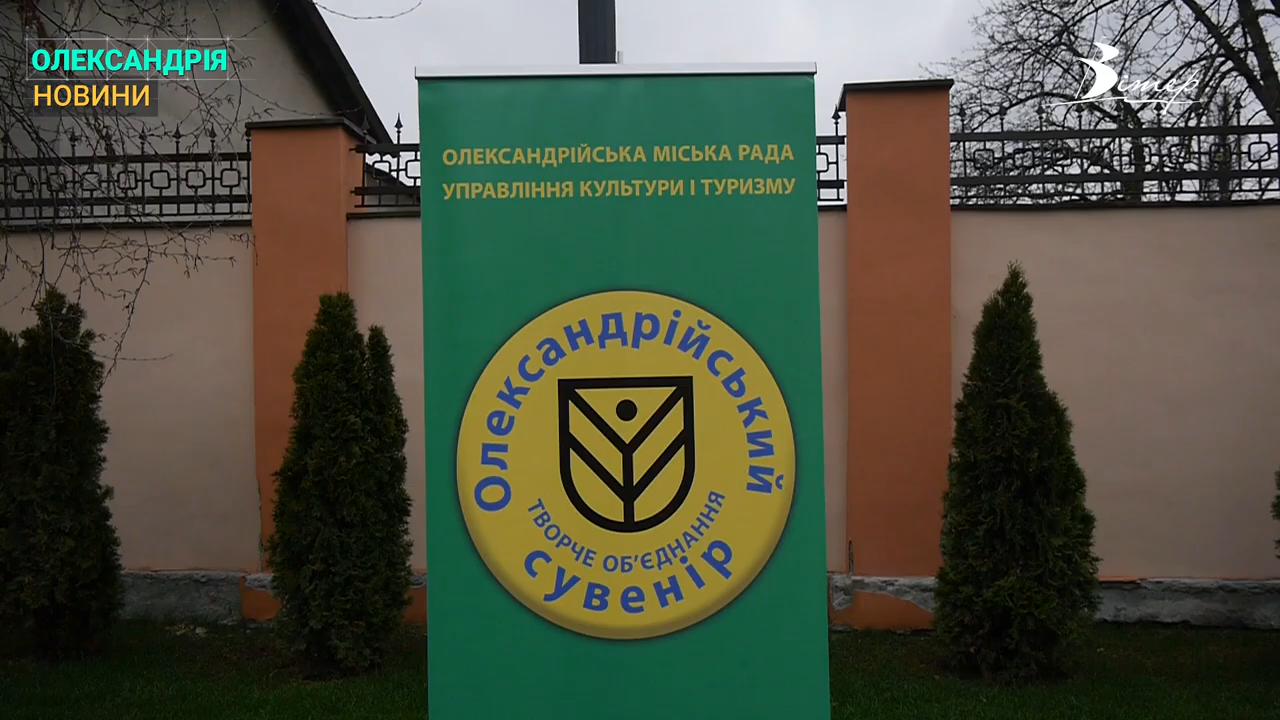 ОЛЕКСАНДРІЯ
НОВИНИ
Вітер
ОЛЕКСАНДРІЙСЬКА МІСЬКА РАДА
УПРАВЛІННЯ КУЛЬТУРИ І ТУРИЗМУ
Олександрійський
ТВОРЧЕ ОБ'ЄДНАННЯ
сувенір